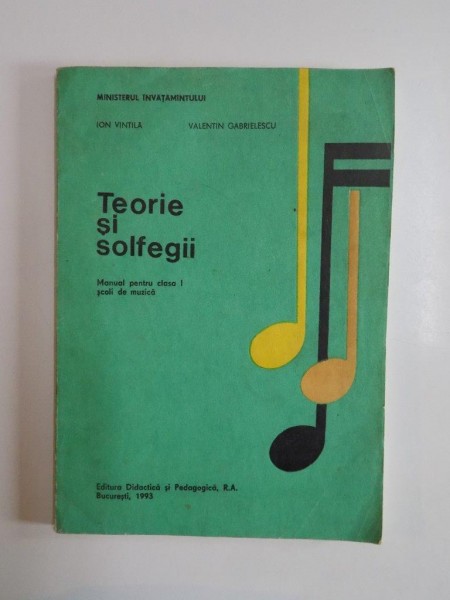 MINISTERUL ÎNVĂȚĂMÎNTULUI
ION VINTILĂ VALENTIN GABRIELESCU
Teorie
și
solfegii
Manual pentru clasa I
școli de muzică
Editura Didactică și Pedagogică, R.A.
București, 1993